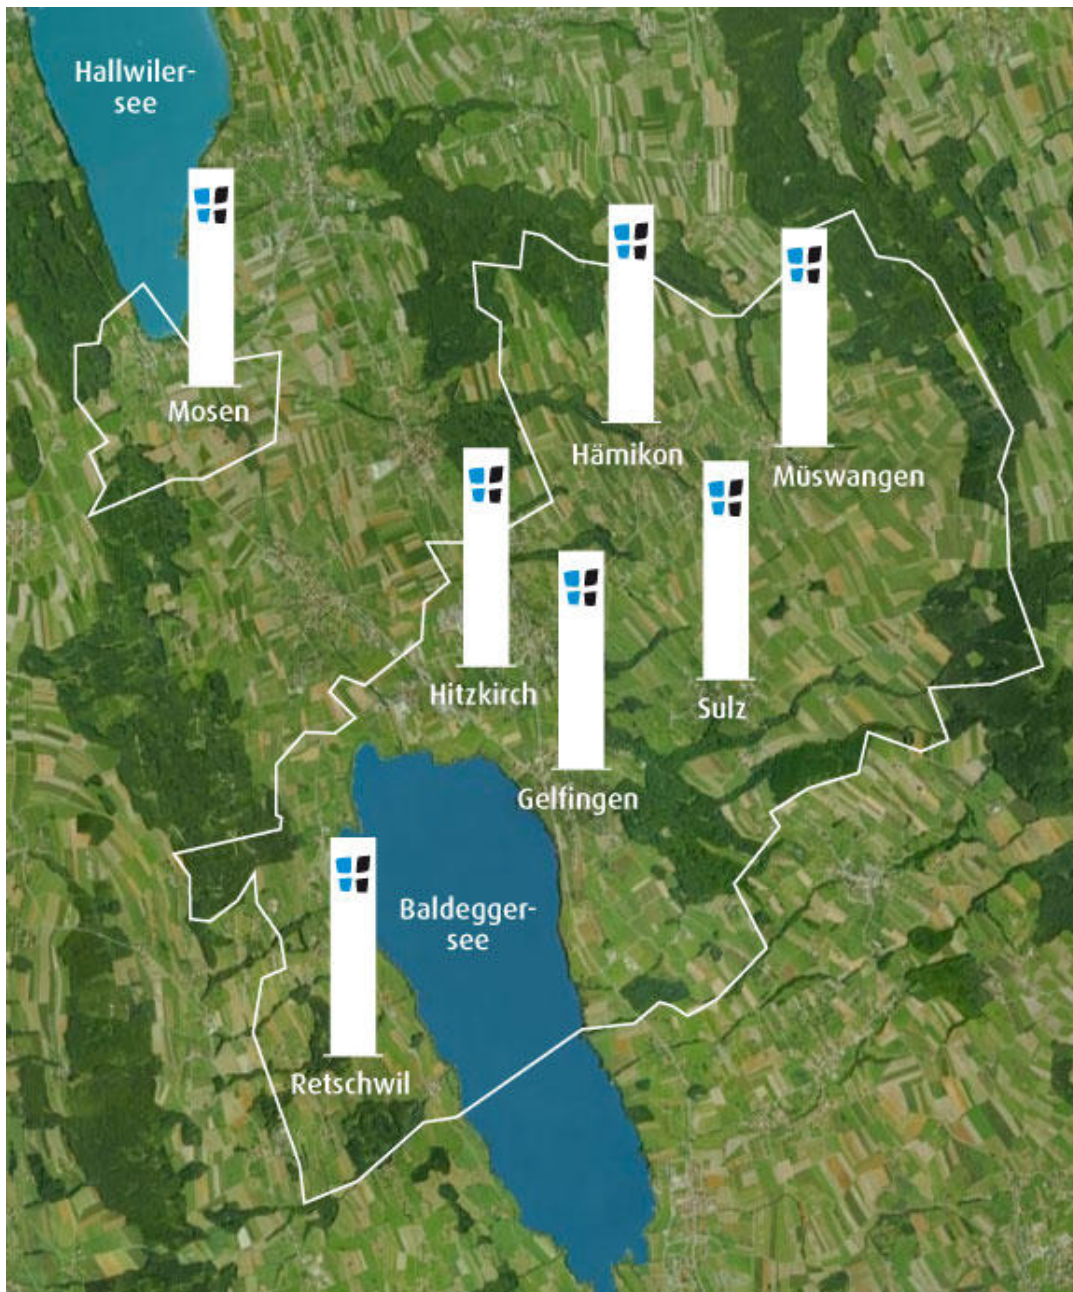 Hallwiler-
see
Mosen
Hämikon
Müswangen
Hitzkirch
Sulz
Gelfingen
Baldegger-
see
Retschwil